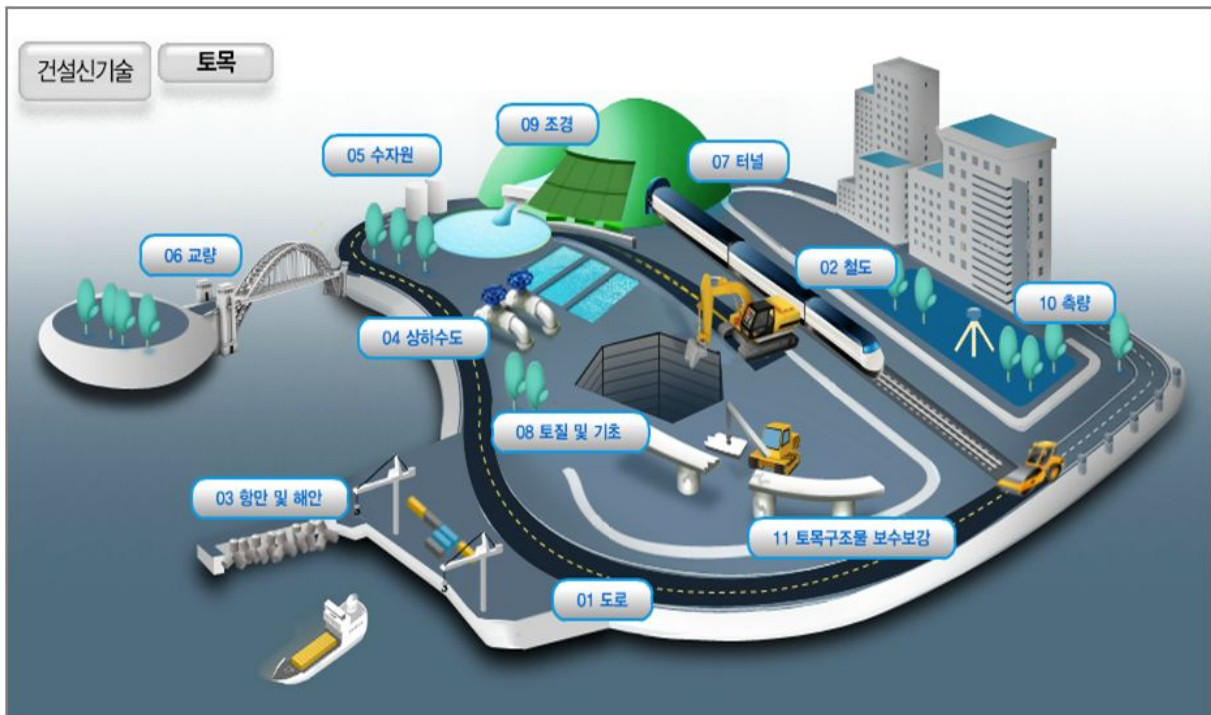 건설신기술
토목
09 조경
05 수자원
07 터널
06 교량
02 철도
10 측량
04 상하수도
08 토질 및 기초
03 항만 및 해안
11 토목구조물 보수보강
01 도로